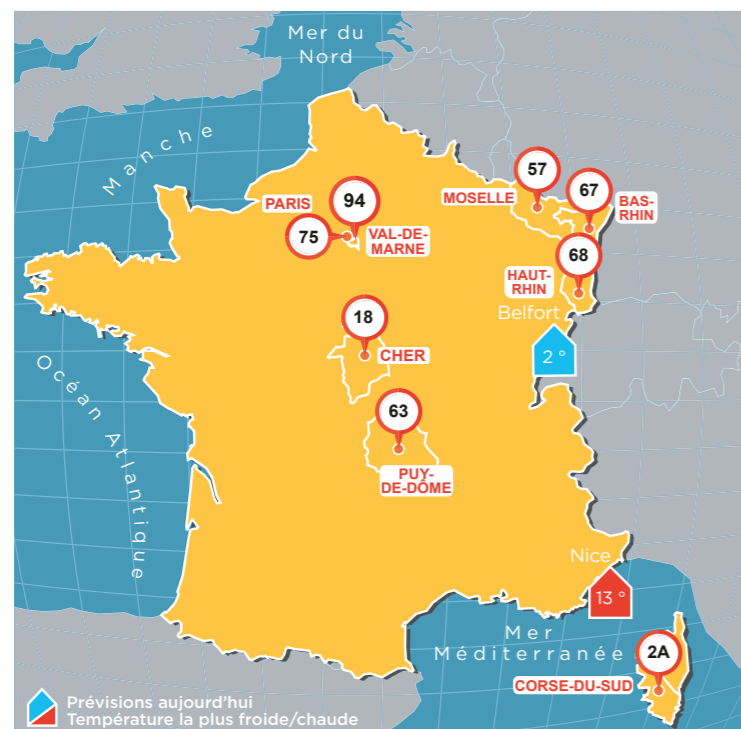 Mer du
Nord
Manche
57
MOSELLE
67
BAS-
RHIN
PARIS
94
75
VAL-DE-
MARNE
68
HAUT-
RHIN
Belfort
2 °
18
CHER
Océan Atlantique
63
PUY-
DE-DÔME
Nice
13 °
Mer
Méditerranée
2A
CORSE-DU-SUD
Prévisions aujourd'hui
Température la plus froide/chaude